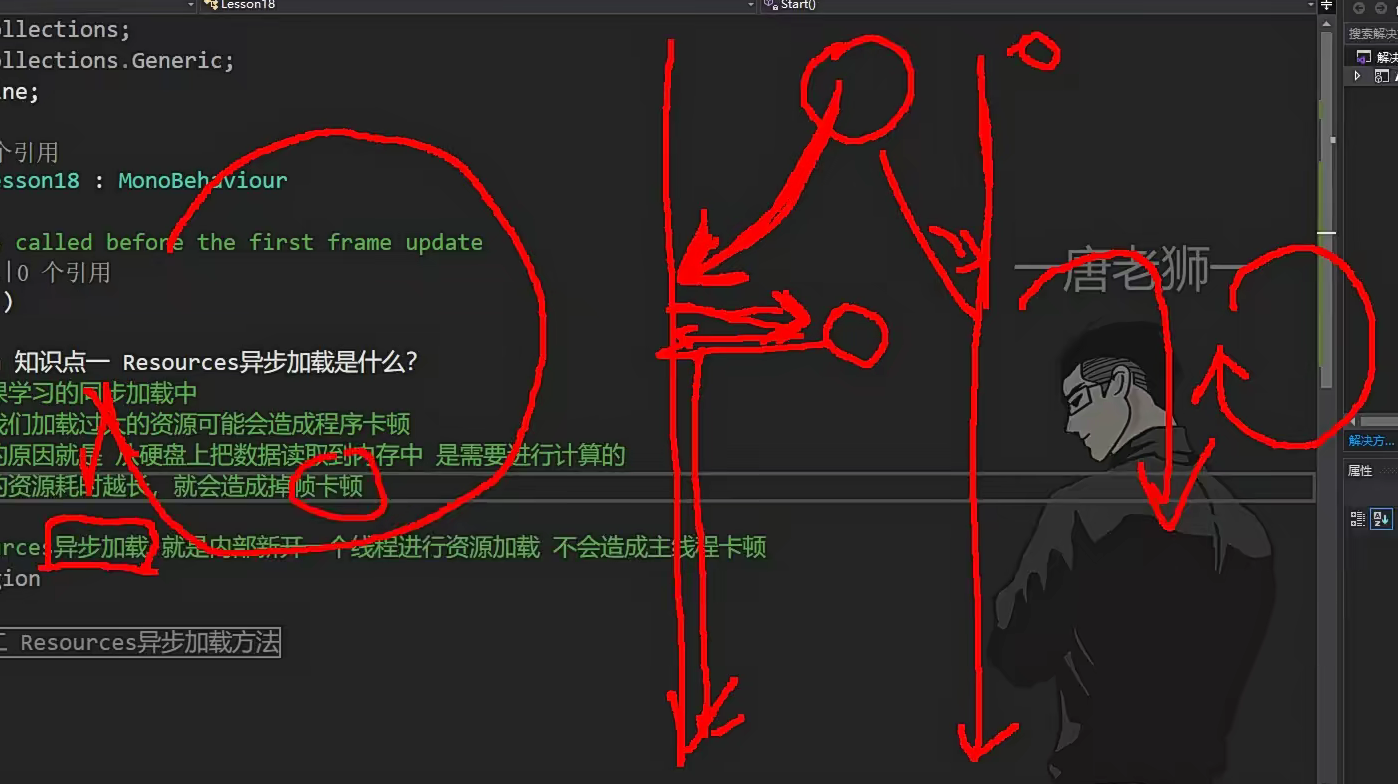 Lesson18
Start()
llections;
llections.Generic;
ne;
个引用
esson18 : MonoBehaviour
called before the first frame update
|0 个引用
)
知识点一 Resources异步加载是什么?
课学习的同步加载中
我们加载过大的资源可能会造成程序卡顿
的原因就是 从硬盘上把数据读取到内存中 是需要进行计算的
的资源耗时越长, 就会造成掉帧卡顿
urces异步加载 就是内部新开一个线程进行资源加载 不会造成主线程卡顿
gion
二 Resources异步加载方法
唐老狮
搜索解决
解决
解决方...
属性